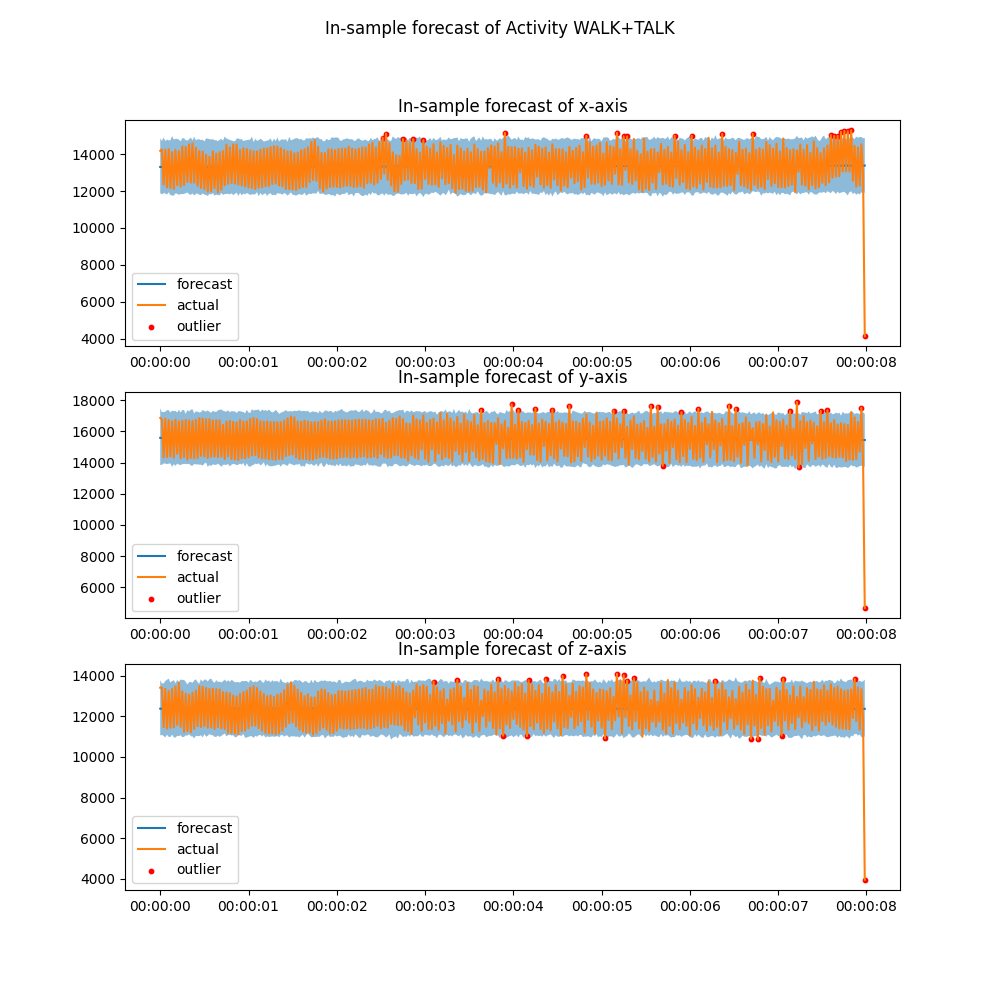 In-sample forecast of Activity WALK+TALK
In-sample forecast of x-axis
14000
12000
10000
8000
6000
4000
forecast
actual
outlier
00:00:00 00:00:01 00:00:02 00:00:03 00:00:04 00:00:05 00:00:06 00:00:07 00:00:08
In-sample forecast of y-axis
18000
16000
14000
12000
10000
8000
6000
forecast
actual
outlier
00:00:00 00:00:01 00:00:02 00:00:03 00:00:04 00:00:05 00:00:06 00:00:07 00:00:08
In-sample forecast of z-axis
14000
12000
10000
8000
6000
4000
forecast
actual
outlier
00:00:00 00:00:01 00:00:02 00:00:03 00:00:04 00:00:05 00:00:06 00:00:07 00:00:08